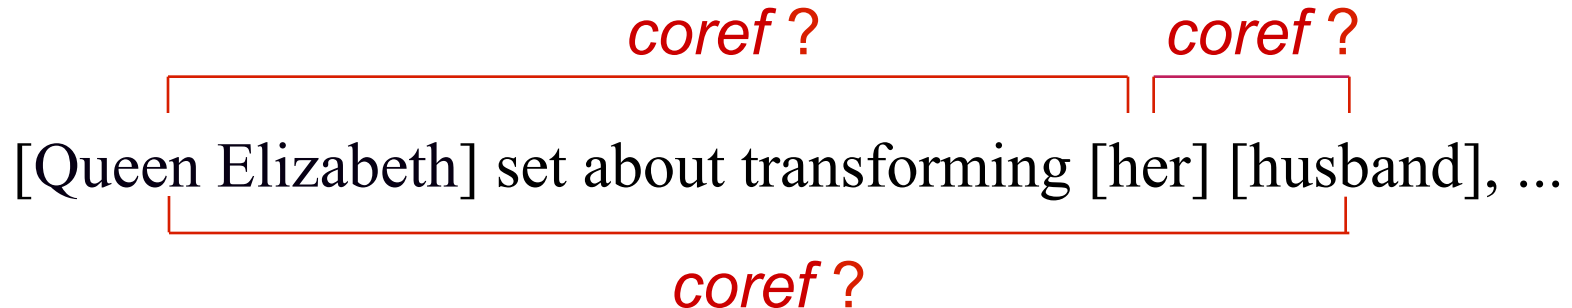 coref ? coref ?
[Queen Elizabeth] set about transforming [her] [husband], ...
coref ?